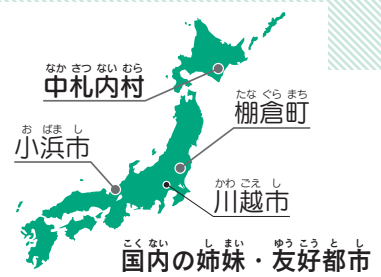 なかさつないむら
中札内村
たなぐらまち
棚倉町
おばまし
小浜市
かわごえし
川越市
こくないのしまい・ゆうこうとし
国内の姉妹・友好都市